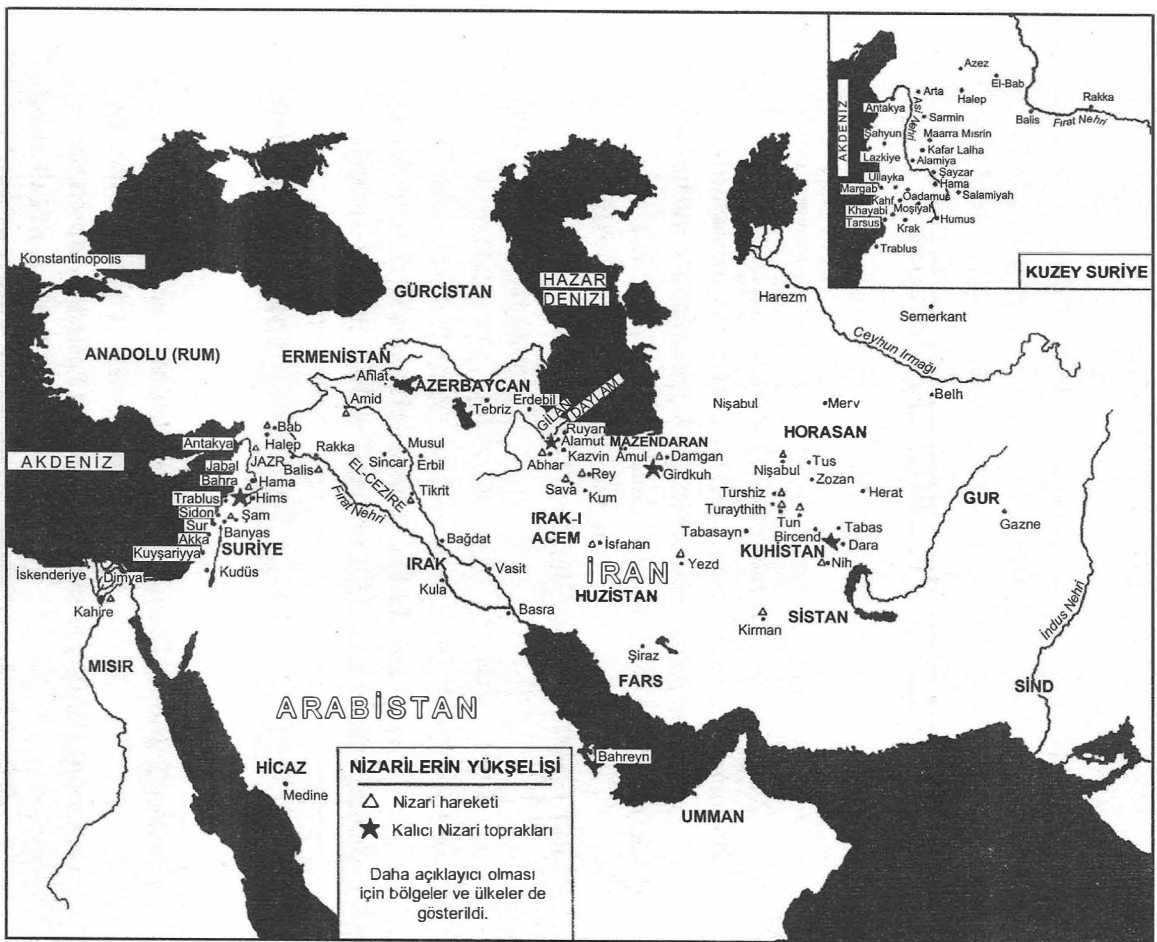 Konstantinopolis
GÜRCİSTAN
HAZAR
DENİZİ
ANADOLU (RUM)
ERMENİSTAN
Ahlat
AZERBAYCAN
Tebriz
Erdebil
GİLAN
DAYLAM
Amid
Ruyan
Alamut
MAZENDARAN
Abhar
Kazvin
Amul
Damgan
Girdkuh
Rey
Sava
Kum
Harezm
Semerkant
Ceyhun Irmağı
Belh
Nişabul
Merv
HORASAN
Nişabul
Tus
Zozan
Turshiz
Herat
Turaythith
Tun
Tabasayn
Bircend
Tabas
KUHİSTAN
Dara
Nih
GUR
Gazne
İndus Nehri
SİND
SİSTAN
Kirman
IRAK-I
ACEM
İsfahan
Yezd
İRAN
HUZİSTAN
Şiraz
FARS
AKDENİZ
Antakya
Bab
Halep
Rakka
JAZR
Jabal
Bahra
Balis
Hama
EL-CEZİRE
Sincar
Musul
Erbil
Tikrit
Trablus
Hims
Sidon
Şam
Sur
Banyas
Akka
SURİYE
Kuyşariyya
Kudüs
Fırat Nehri
Bağdat
IRAK
Kula
Vasit
Basra
İskenderiye
Dimyat
Kahire
MISIR
ARABİSTAN
HİCAZ
Medine
Bahreyn
UMMAN
NİZARİLERİN YÜKSELİŞİ
Nizari hareketi
Kalıcı Nizari toprakları
Daha açıklayıcı olması
için bölgeler ve ülkeler de
gösterildi.
AKDENİZ
Azez
El-Bab
Arta
Halep
Antakya
Asi Nehri
Rakka
Balis
Fırat Nehri
Sarmin
Şahyun
Maarra Mısrin
Kafar Lalha
Lazkiye
Alamiya
Şayzar
Ullayka
Hama
Margab
Qadamus
Salamiyah
Kahf
Khayabi
Moşiyah
Tarsus
Krak
Humus
Trablus
KUZEY SURİYE